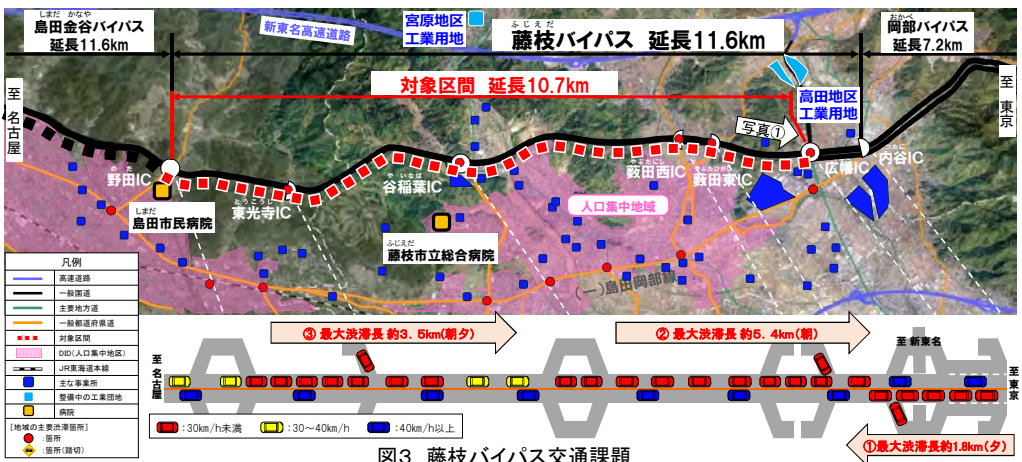 しまだ かなや
島田金谷バイパス
延長11.6km
新東名高速道路
宮原地区
工業用地
ふじえだ
藤枝バイパス 延長11.6km
おかべ
岡部バイパス
延長7.2km
対象区間 延長10.7km
高田地区
工業用地
至 名古屋
至 東京
写真①
のだ
野田IC
とうこうじ
東光寺IC
やいなば
谷稲葉IC
やぶたにし
薮田西IC
やぶたひがし
薮田東IC
広幡IC
うつたに
内谷IC
しまだ
島田市民病院
ふじえだ
藤枝市立総合病院
人口集中地域
(一)島田岡部線
凡例
高速道路
一般国道
主要地方道
一般都道府県道
対象区間
DID(人口集中地区)
JR東海道本線
主な事業所
整備中の工業団地
病院
[地域の主要渋滞箇所]
:箇所
:箇所(踏切)
③ 最大渋滞長 約3.5km(朝夕)
② 最大渋滞長 約5.4km(朝)
至 新東名
至 名古屋
至 東京
:30km/h未満
:30~40km/h
:40km/h以上
①最大渋滞長約1.8km(夕)
図3 藤枝バイパス交通課題